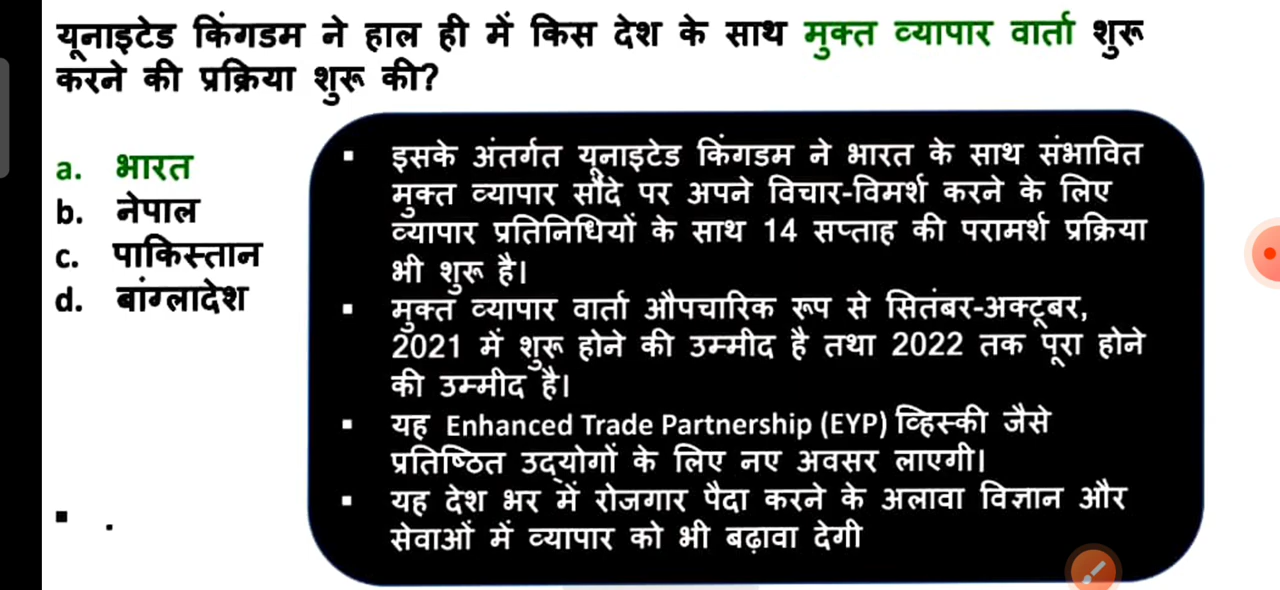 यूनाइटेड किंगडम ने हाल ही में किस देश के साथ मुक्त व्यापार वार्ता शुरू
करने की प्रक्रिया शुरू की?
a. भारत
b. नेपाल
c. पाकिस्तान
d. बांग्लादेश
▪ इसके अंतर्गत यूनाइटेड किंगडम ने भारत के साथ संभावित
मुक्त व्यापार सौदे पर अपने विचार-विमर्श करने के लिए
व्यापार प्रतिनिधियों के साथ 14 सप्ताह की परामर्श प्रक्रिया
भी शुरू है।
▪ मुक्त व्यापार वार्ता औपचारिक रूप से सितंबर-अक्टूबर,
2021 में शुरू होने की उम्मीद है तथा 2022 तक पूरा होने
की उम्मीद है।
▪ यह Enhanced Trade Partnership (EYP) व्हिस्की जैसे
प्रतिष्ठित उद्योगों के लिए नए अवसर लाएगी।
▪ यह देश भर में रोजगार पैदा करने के अलावा विज्ञान और
सेवाओं में व्यापार को भी बढ़ावा देगी
▪ .